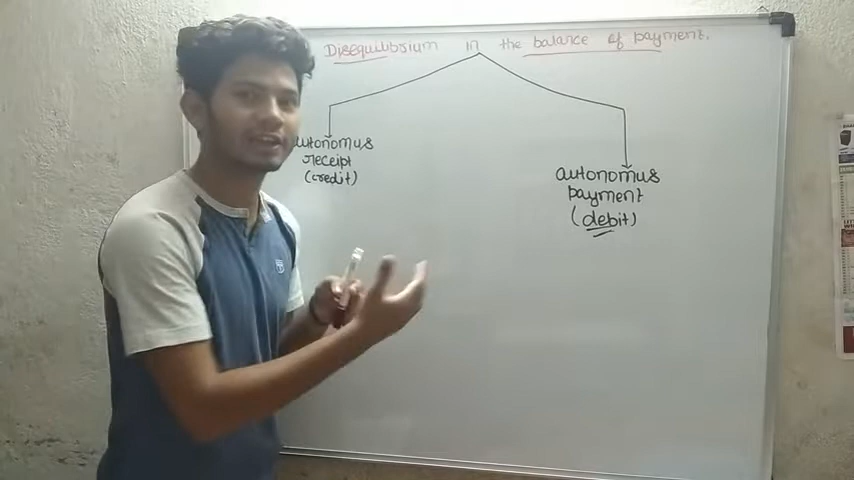 Disequilibrium in the balance of payment.
autonomus
receipt
(credit)
autonomus
payment
(debit)